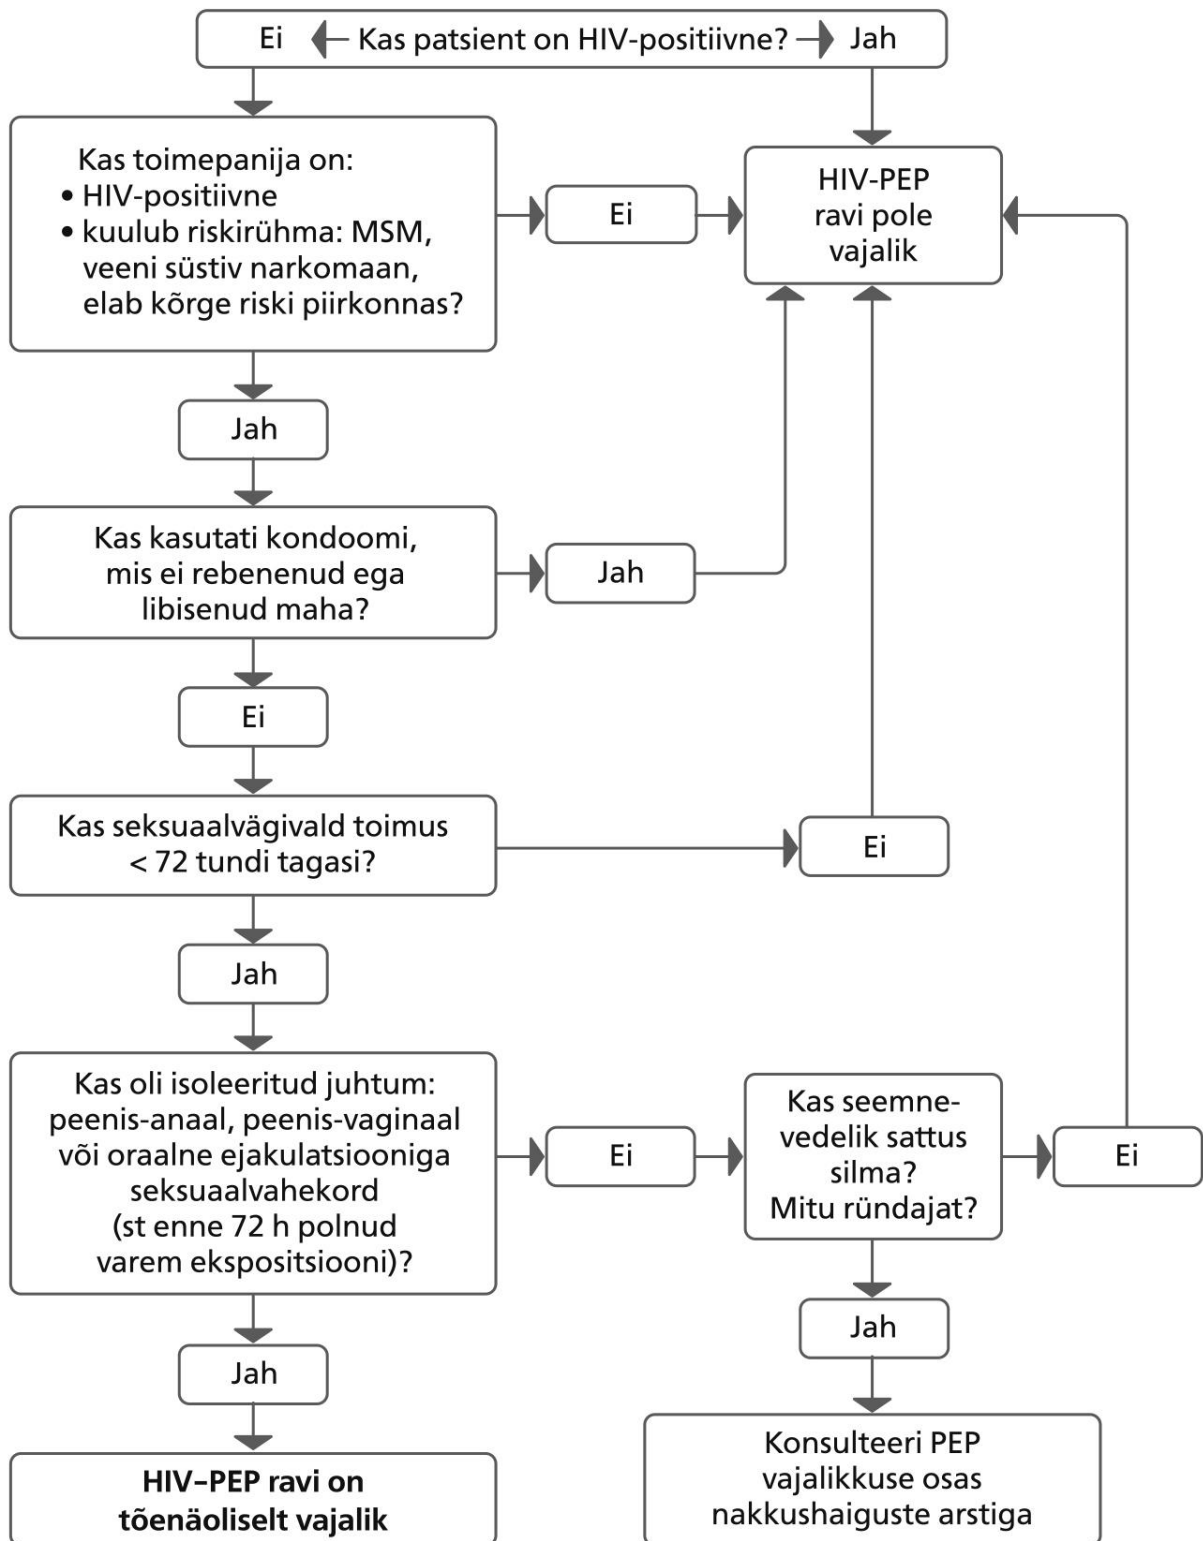 Ei Kas patsient on HIV-positiivne? Jah
Kas toimepanija on:
• HIV-positiivne
• kuulub riskirühma: MSM,
veeni süstiv narkomaan,
elab kõrge riski piirkonnas?
Ei
HIV-PEP
ravi pole
vajalik
Jah
Kas kasutati kondoomi,
mis ei rebenenud ega
libisenud maha?
Jah
Ei
Kas seksuaalvägivald toimus
< 72 tundi tagasi?
Ei
Jah
Kas oli isoleeritud juhtum:
peenis-anaal, peenis-vaginaal
või oraalne ejakulatsiooniga
seksuaalvahekord
(st enne 72 h polnud
varem ekspositsiooni)?
Ei
Kas seemne-
vedelik sattus
silma?
Mitu ründajat?
Ei
Jah
Jah
HIV–PEP ravi on
tõenäoliselt vajalik
Konsulteeri PEP
vajalikkuse osas
nakkushaiguste arstiga